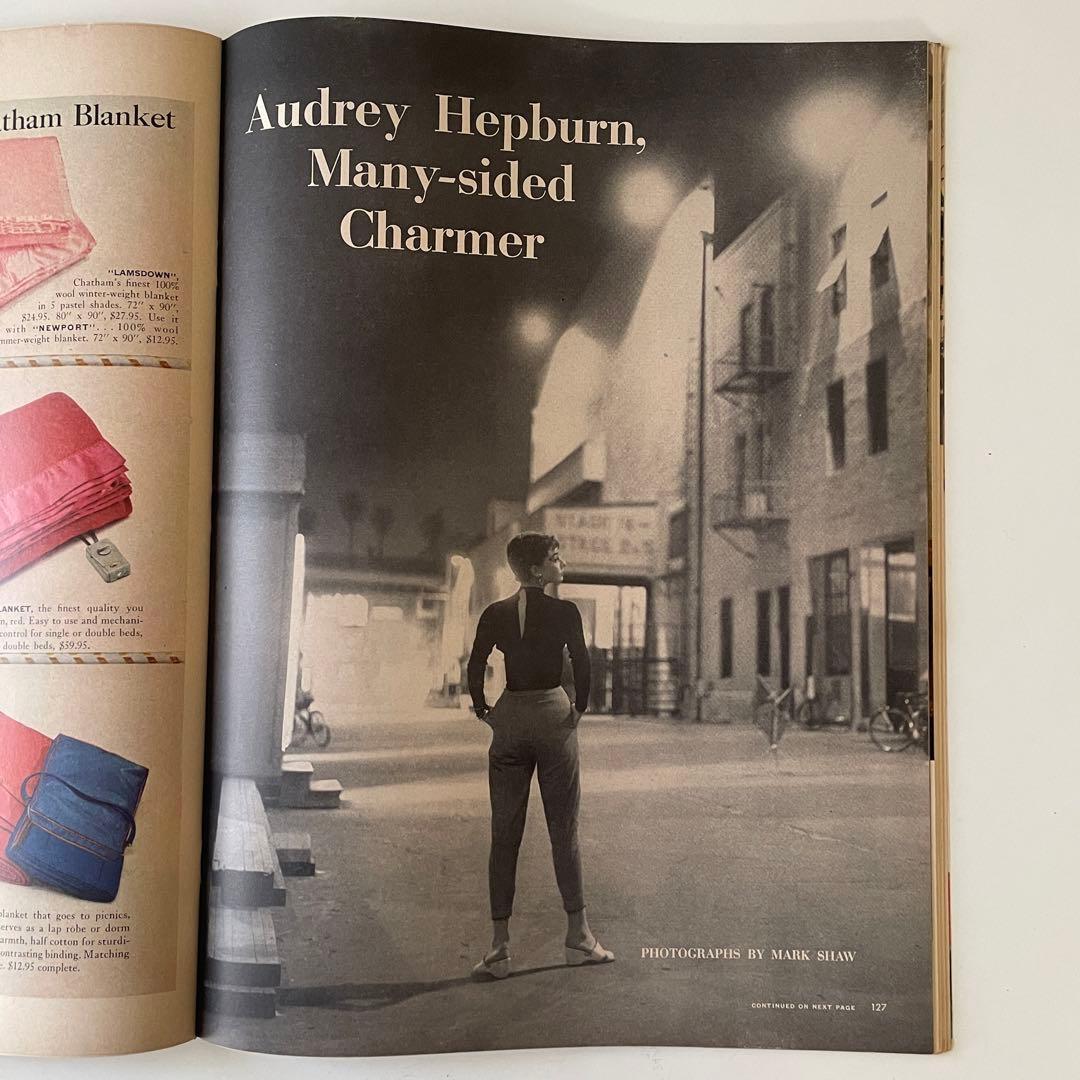 tham Blanket
"LAMSDOWN",
Chatham's finest 100%
wool winter-weight blanket
in 5 pastel shades. 72" x 90",
$24.95. 80" x 90", $27.95. Use it
with "NEWPORT"... 100% wool
mmer-weight blanket. 72" x 90", $12.95.
LANKET, the finest quality you
n, red. Easy to use and mechani-
control for single or double beds,
double beds, $59.95.
blanket that goes to picnics,
erves as a lap robe or dorm
armth, half cotton for sturdi-
ontrasting binding. Matching
e. $12.95 complete.
Audrey Hepburn,
Many-sided
Charmer
PHOTOGRAPHS BY MARK SHAW
CONTINUED ON NEXT PAGE 127